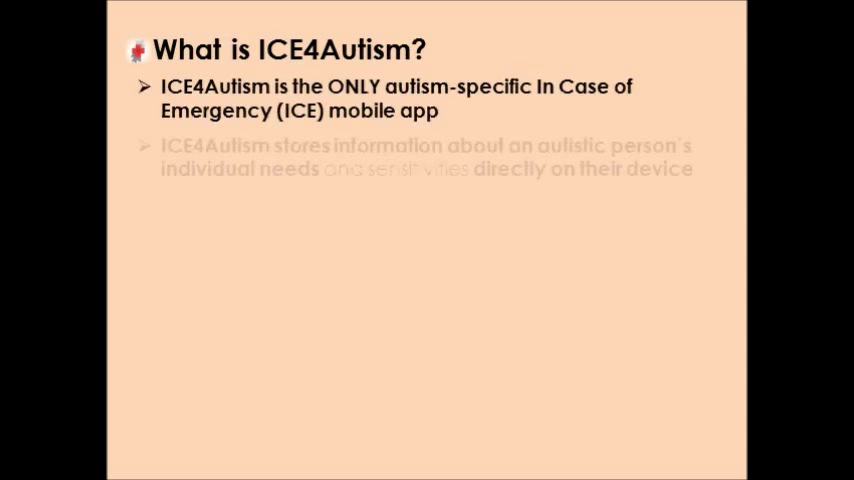 What is ICE4Autism?
ICE4Autism is the ONLY autism-specific In Case of
Emergency (ICE) mobile app
ICE4Autism stores information about an autistic person's
individual needs and sensitivities directly on their device